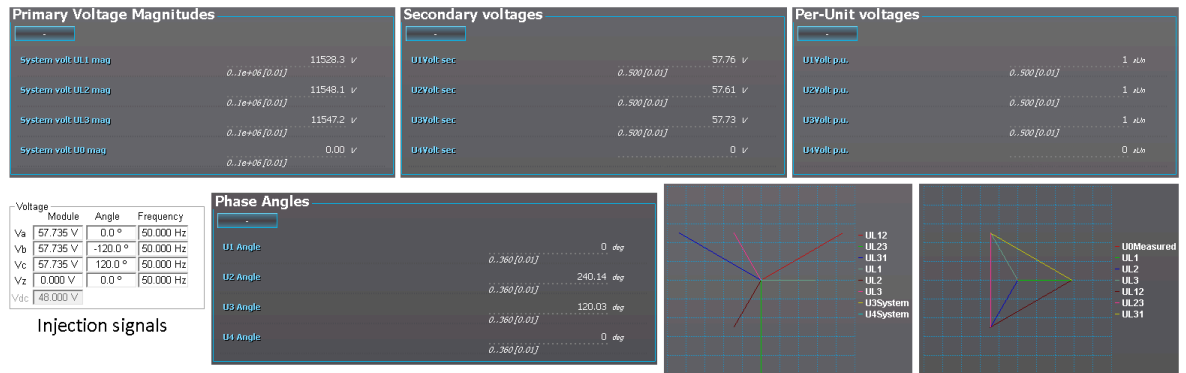 Primary Voltage Magnitudes
-
System volt UL1 mag 11528.3 V
0..1e+06 [0.01]
System volt UL2 mag 11548.1 V
0..1e+06 [0.01]
System volt UL3 mag 11547.2 V
0..1e+06 [0.01]
System volt U0 mag 0.00 V
0..1e+06 [0.01]
Secondary voltages
-
U1Volt sec 57.76 V
0..500 [0.01]
U2Volt sec 57.61 V
0..500 [0.01]
U3Volt sec 57.73 V
0..500 [0.01]
U4Volt sec 0 V
Per-Unit voltages
-
U1Volt p.u. 1 xUn
0..500 [0.01]
U2Volt p.u. 1 xUn
0..500 [0.01]
U3Volt p.u. 1 xUn
0..500 [0.01]
U4Volt p.u. 0 xUn
Voltage
Module Angle Frequency
Va 57.735 V 0.0 º 50.000 Hz
Vb 57.735 V -120.0 º 50.000 Hz
Vc 57.735 V 120.0 º 50.000 Hz
Vz 0.000 V 0.0 º 50.000 Hz
Vdc 48.000 V
Injection signals
Phase Angles
-
U1 Angle 0 deg
0..360 [0.01]
U2 Angle 240.14 deg
0..360 [0.01]
U3 Angle 120.03 deg
0..360 [0.01]
U4 Angle 0 deg
0..360 [0.01]
UL12
UL23
UL31
UL1
UL2
UL3
U3System
U4System
U0Measured
UL1
UL2
UL3
UL12
UL23
UL31